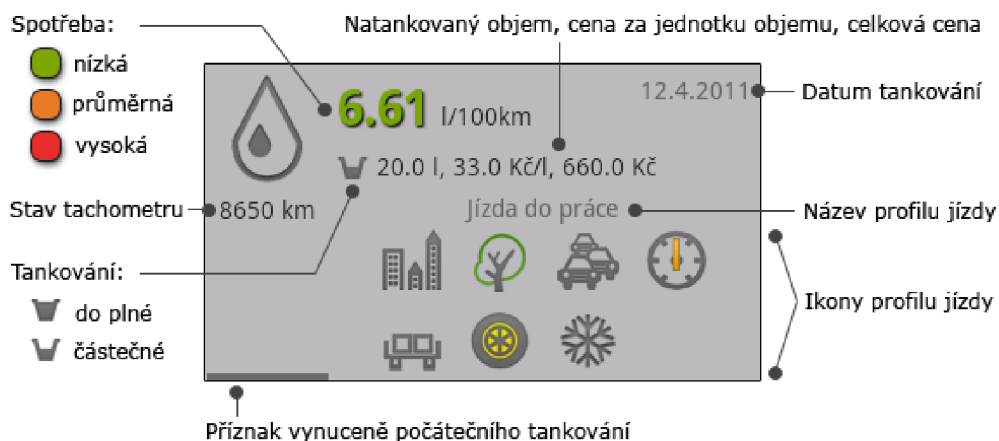 Spotřeba:
nízká
průměrná
vysoká
Natankovaný objem, cena za jednotku objemu, celková cena
12.4.2011
Datum tankování
6.61 l/100km
20.0 l, 33.0 Kč/l, 660.0 Kč
Stav tachometru
8650 km
Jízda do práce
Název profilu jízdy
Tankování:
do plné
částečné
Ikony profilu jízdy
Příznak vynuceně počátečního tankování